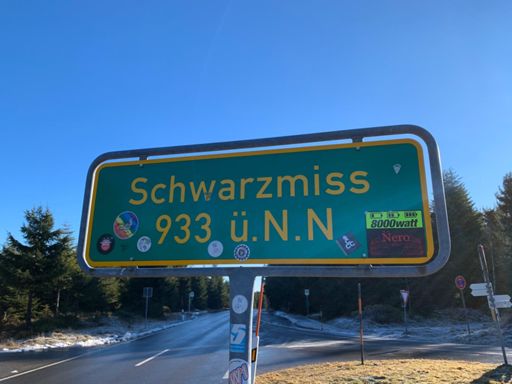 Schwarzmiss
933 ü.N.N
8000watt
Nero